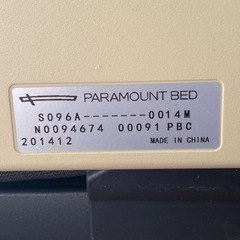 PARAMOUNT BED
S096A-------0014M
N0094674 00091 PBC
201412 MADE IN CHINA